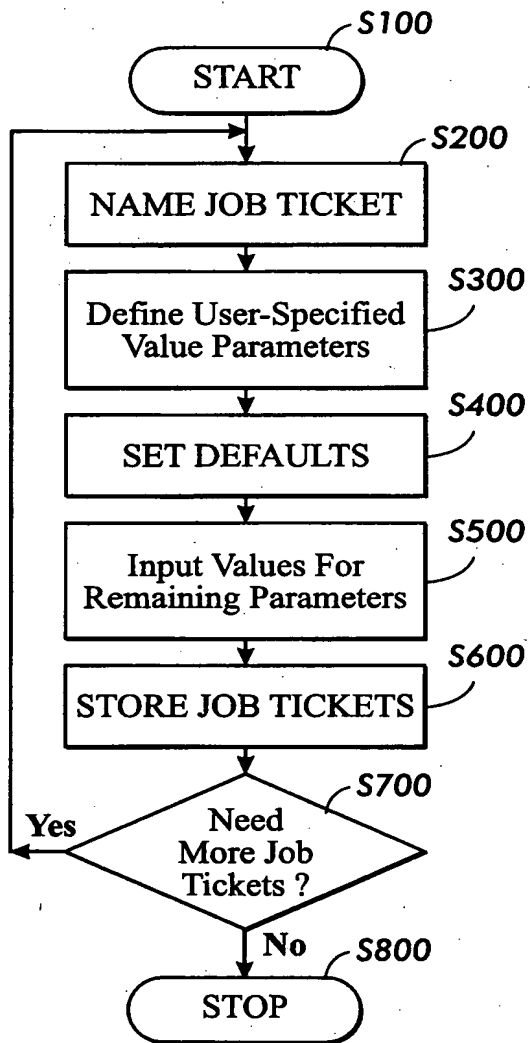 S100
START
S200
NAME JOB TICKET
S300
Define User-Specified
Value Parameters
S400
SET DEFAULTS
S500
Input Values For
Remaining Parameters
S600
STORE JOB TICKETS
S700
Need
More Job
Tickets ?
Yes
No
S800
STOP